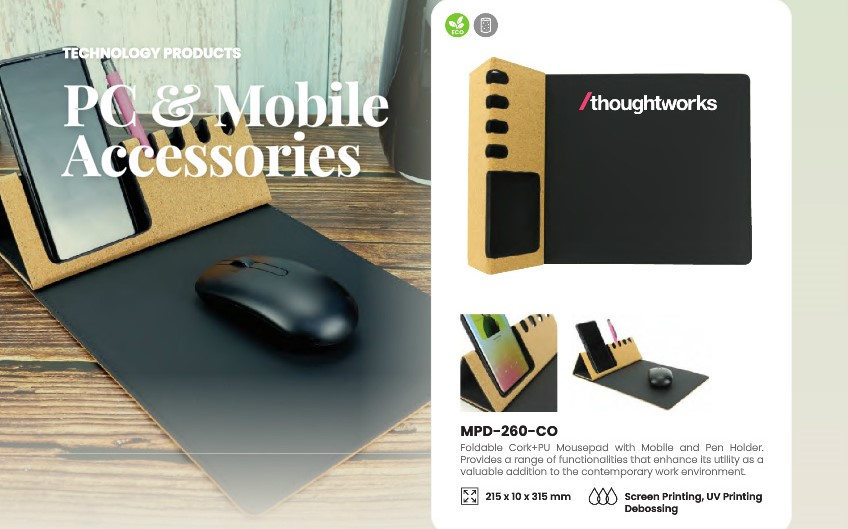 TECHNOLOGY PRODUCTS
PC & Mobile
Accessories
ECO
/thoughtworks
MPD-260-CO
Foldable Cork+PU Mousepad with Mobile and Pen Holder.
Provides a range of functionalities that enhance its utility as a
valuable addition to the contemporary work environment.
215 x 10 x 315 mm
Screen Printing, UV Printing
Debossing